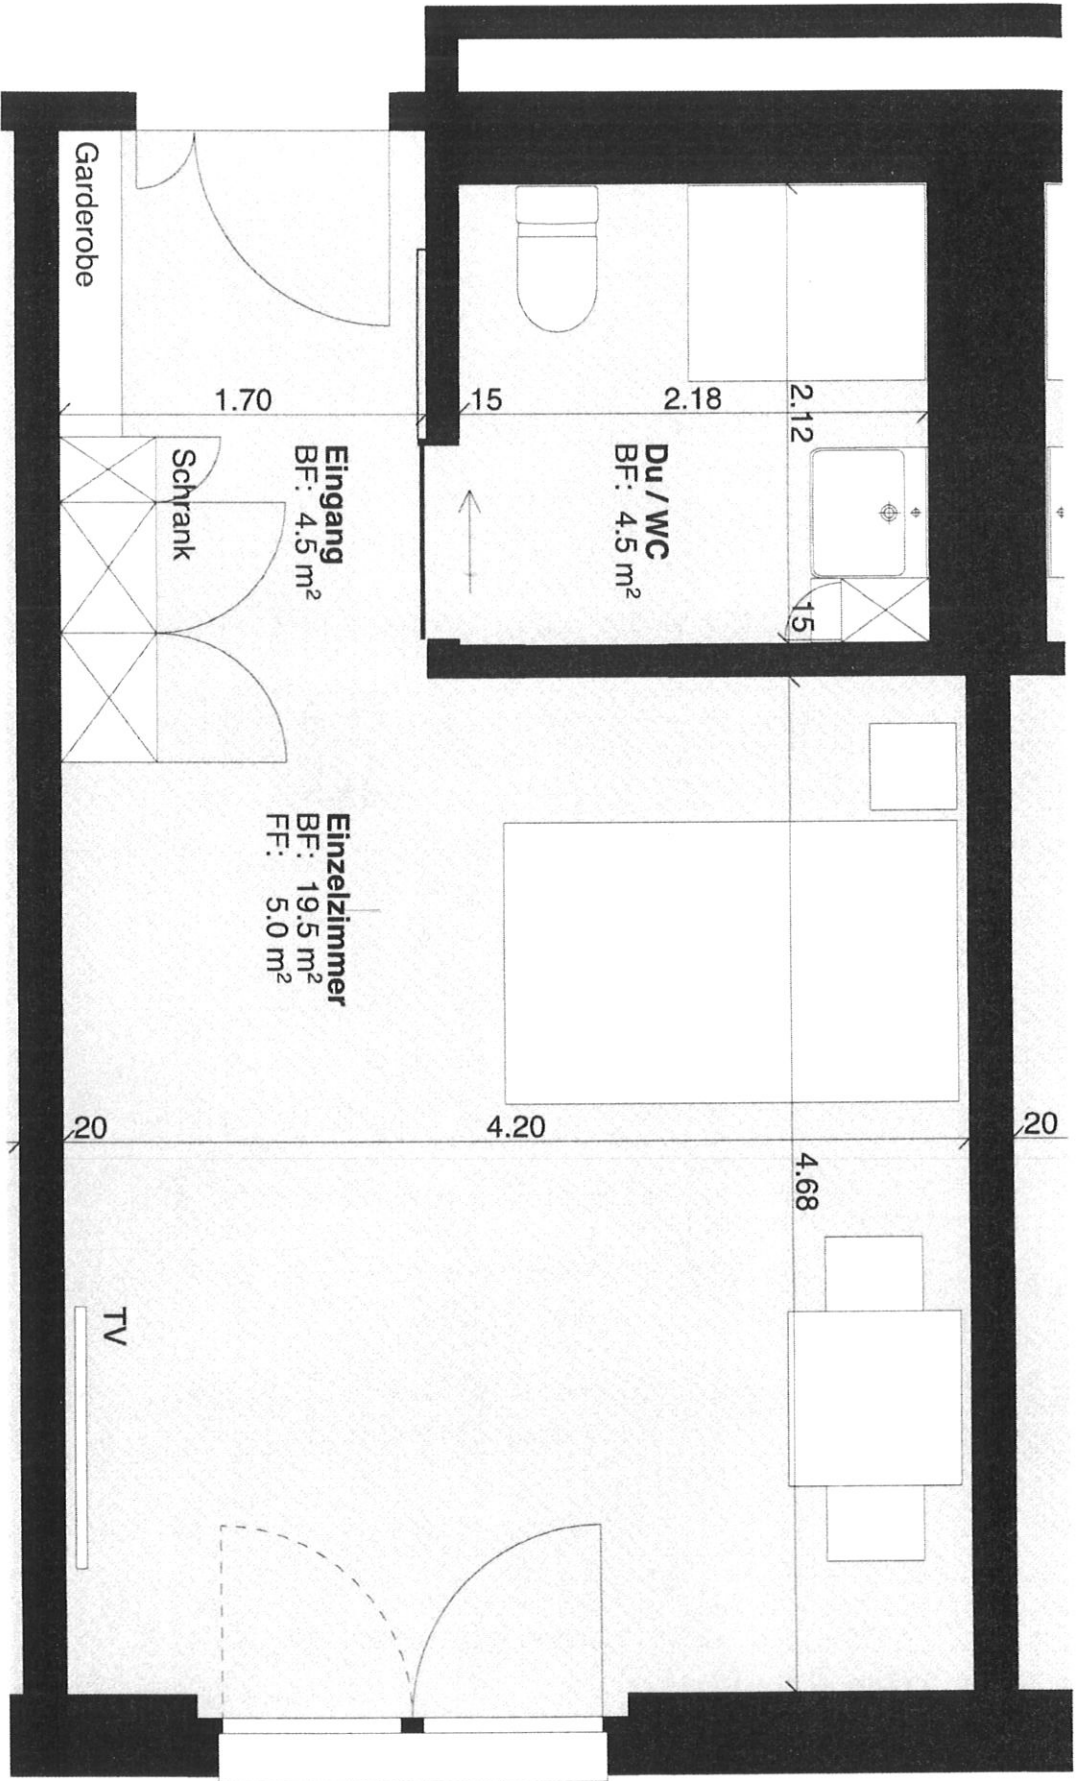 Garderobe
1.70
15
2.18
2.12
Schrank
Eingang
BF: 4.5 m²
Du / WC
BF: 4.5 m²
15
Einzelzimmer
BF: 19.5 m²
FF: 5.0 m²
20
4.20
20
4.68
TV